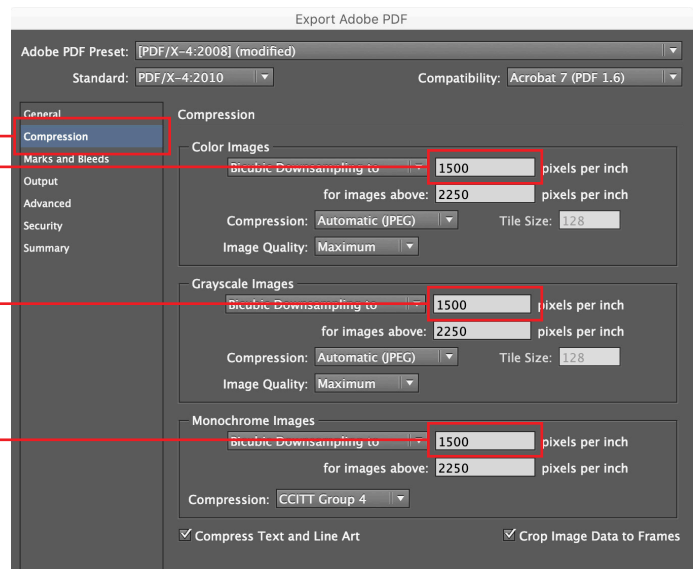 Export Adobe PDF
Adobe PDF Preset: [PDF/X-4:2008] (modified)
Standard: PDF/X-4:2010 Compatibility: Acrobat 7 (PDF 1.6)
General
Compression
Marks and Bleeds
Output
Advanced
Security
Summary
Compression
Color Images
Bicubic Downsampling to 1500 pixels per inch
for images above: 2250 pixels per inch
Compression: Automatic (JPEG) Tile Size: 128
Image Quality: Maximum
Grayscale Images
Bicubic Downsampling to 1500 pixels per inch
for images above: 2250 pixels per inch
Compression: Automatic (JPEG) Tile Size: 128
Image Quality: Maximum
Monochrome Images
Bicubic Downsampling to 1500 pixels per inch
for images above: 2250 pixels per inch
Compression: CCITT Group 4
Compress Text and Line Art Crop Image Data to Frames